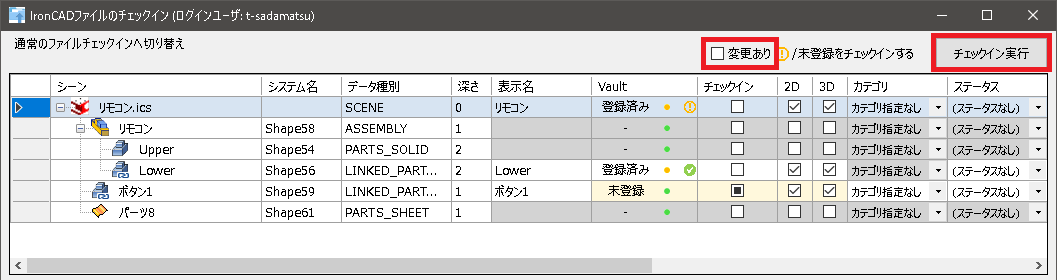 IronCADファイルのチェックイン (ログインユーザ: t-sadamatsu)
通常のファイルチェックインへ切り替え
変更あり /未登録をチェックインする チェックイン実行
シーン システム名 データ種別 深さ 表示名 Vault チェックイン 2D 3D カテゴリ ステータス
リモコン.ics SCENE 0 リモコン 登録済み カテゴリ指定なし (ステータスなし)
リモコン Shape58 ASSEMBLY 1 - カテゴリ指定なし (ステータスなし)
Upper Shape54 PARTS_SOLID 2 - カテゴリ指定なし (ステータスなし)
Lower Shape56 LINKED_PART... 2 Lower 登録済み カテゴリ指定なし (ステータスなし)
ボタン1 Shape59 LINKED_PART... 1 ボタン1 未登録 カテゴリ指定なし (ステータスなし)
パーツ8 Shape61 PARTS_SHEET 1 - カテゴリ指定なし (ステータスなし)